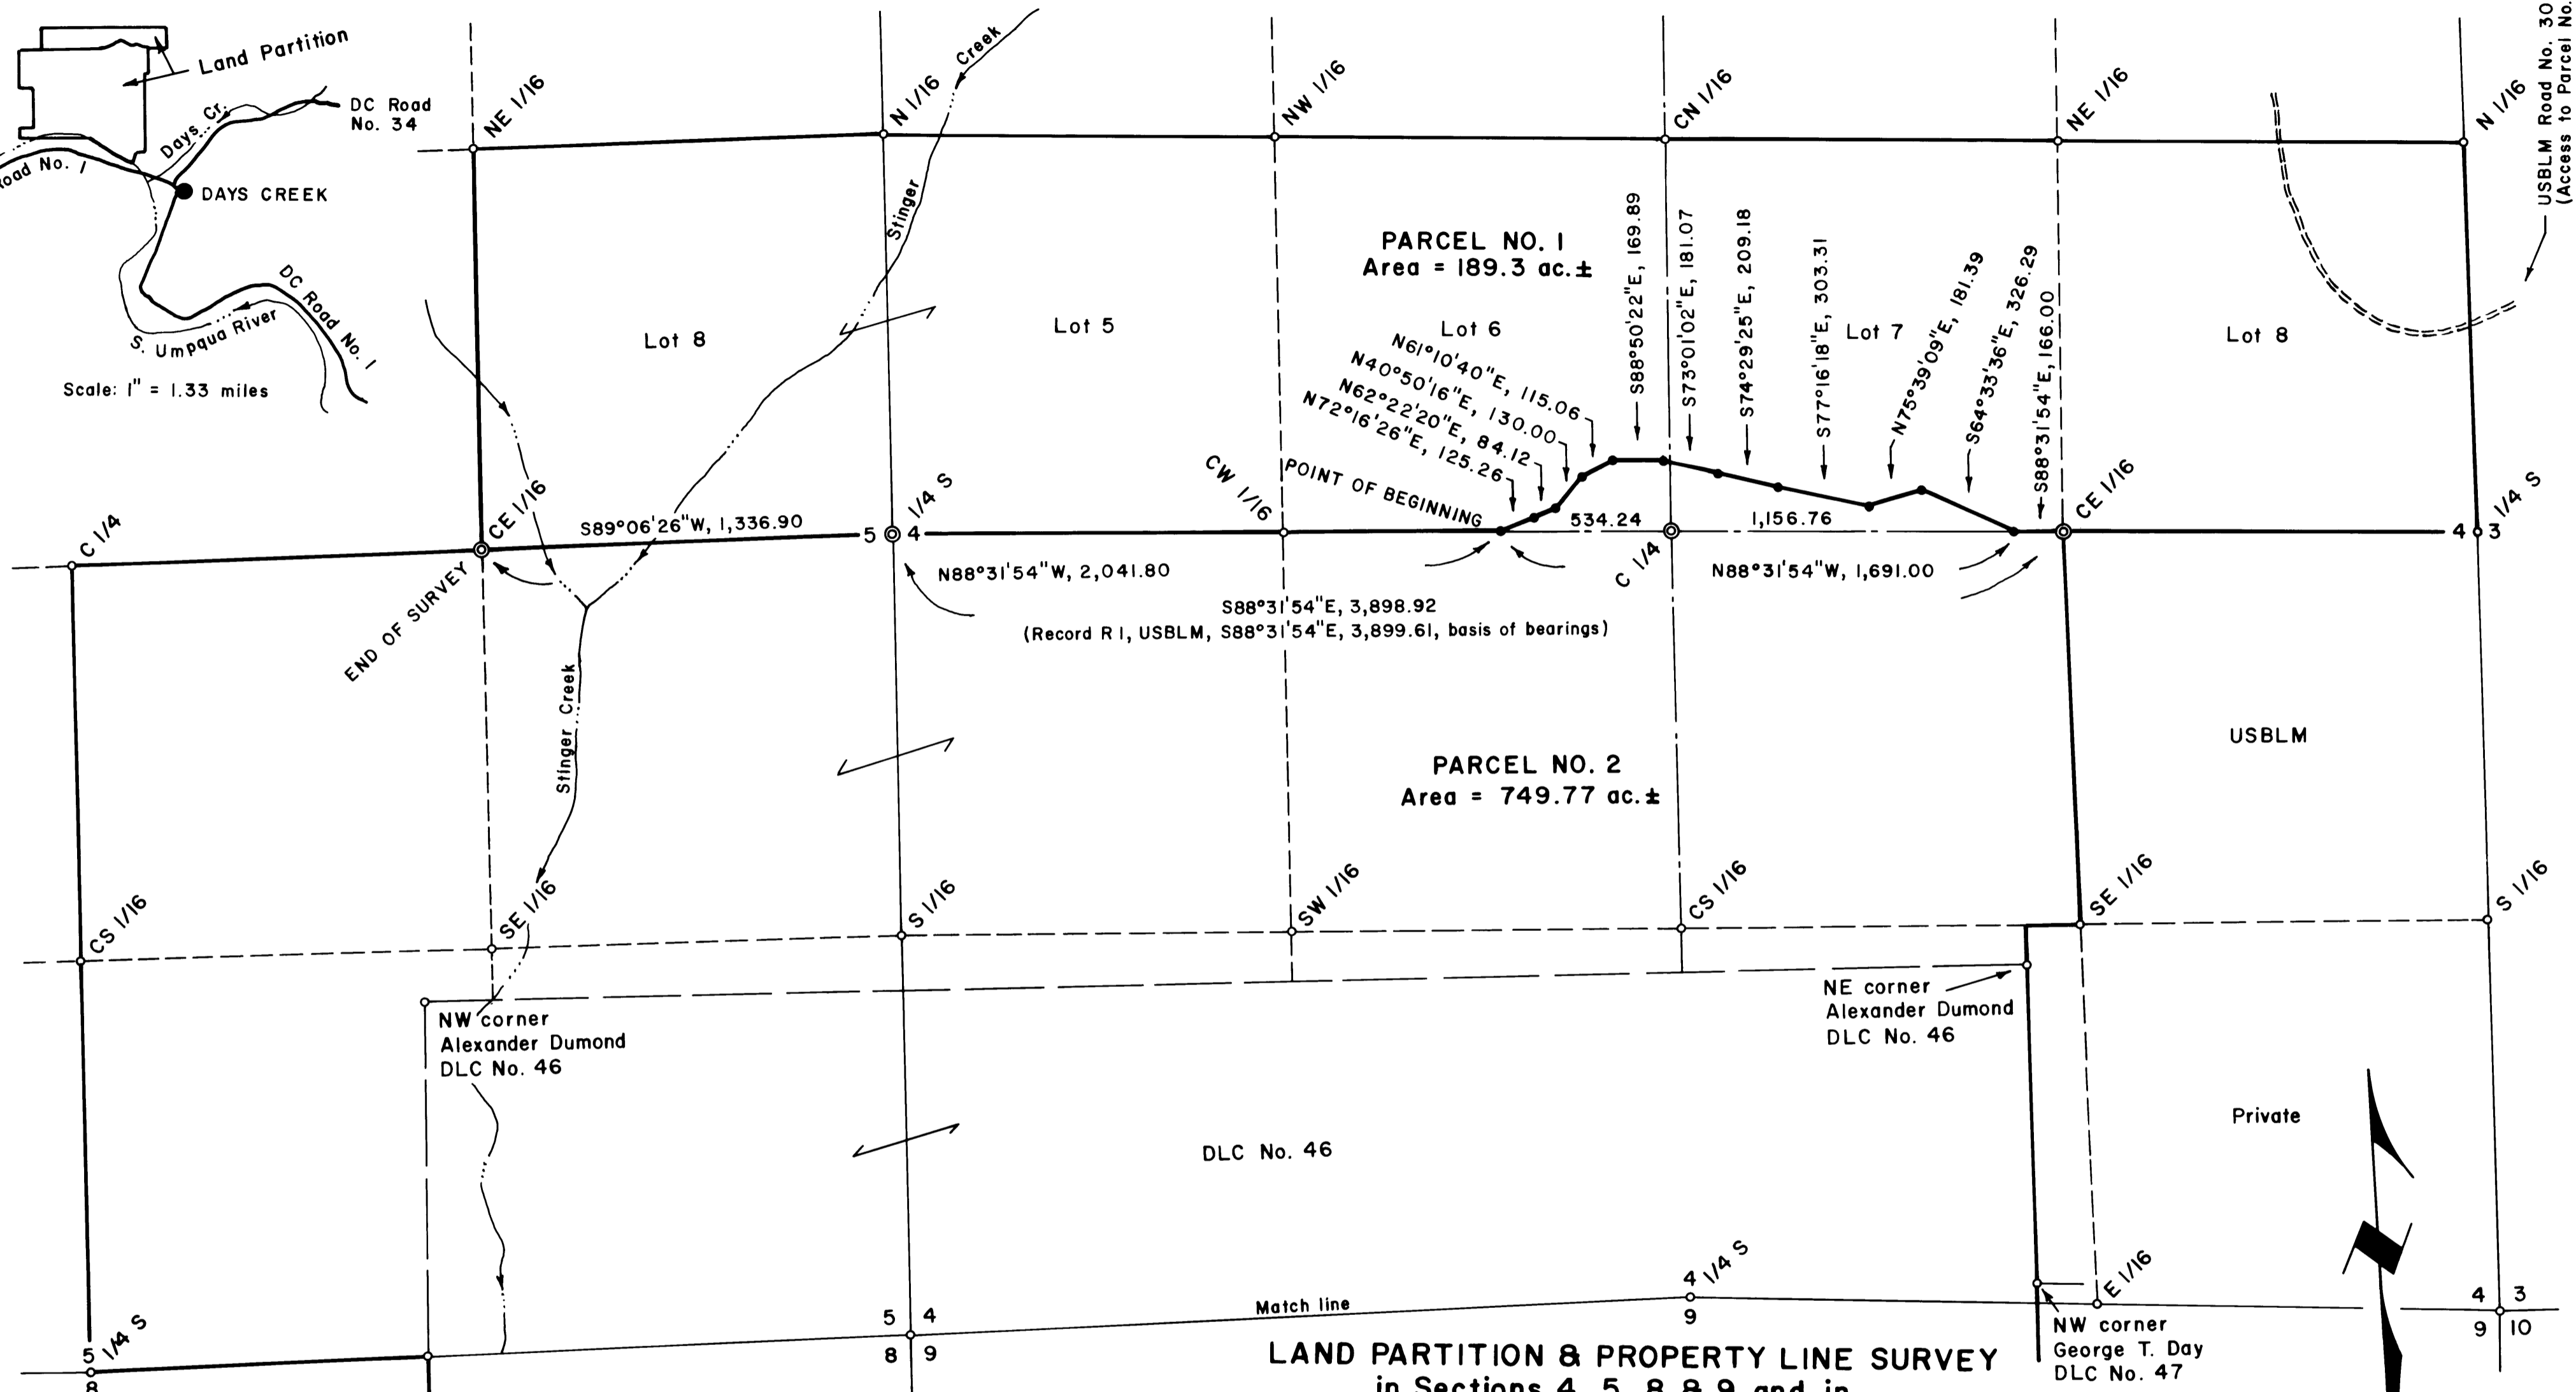 Land Partition
DC Road
No. 34
Days Cr.
Road No. 1
DAYS CREEK
DC Road No. 1
S. Umpqua River
Scale: 1" = 1.33 miles
NE 1/16
N 1/16
Creek
NW 1/16
CN 1/16
NE 1/16
N 1/16
USBLM Road No. 30
(Access to Parcel No.
Stinger
PARCEL NO. 1
Area = 189.3 ac.±
Lot 8
Lot 5
Lot 6
Lot 7
Lot 8
N61°10'40"E, 115.06
N40°50'16"E, 130.00
N62°22'20"E, 84.12
N72°16'26"E, 125.26
S88°50'22"E, 169.89
S73°01'02"E, 181.07
S74°29'25"E, 209.18
S77°16'18"E, 303.31
N75°39'09"E, 181.39
S64°33'36"E, 326.29
S88°31'54"E, 166.00
C 1/4
CE 1/16
S89°06'26"W, 1,336.90
5
4
1/4 S
CW 1/16
POINT OF BEGINNING
534.24
1,156.76
CE 1/16
4
3
1/4 S
END OF SURVEY
N88°31'54"W, 2,041.80
C 1/4
N88°31'54"W, 1,691.00
S88°31'54"E, 3,898.92
(Record R1, USBLM, S88°31'54"E, 3,899.61, basis of bearings)
Stinger Creek
PARCEL NO. 2
Area = 749.77 ac.±
USBLM
CS 1/16
SE 1/16
S 1/16
SW 1/16
CS 1/16
SE 1/16
S 1/16
NW corner
Alexander Dumond
DLC No. 46
NE corner
Alexander Dumond
DLC No. 46
DLC No. 46
Private
5
1/4 S
8
5 4
8 9
Match line
4
1/4 S
9
E 1/16
4 3
9 10
NW corner
George T. Day
DLC No. 47
LAND PARTITION & PROPERTY LINE SURVEY
in Sections 4, 5, 8 & 9 and in